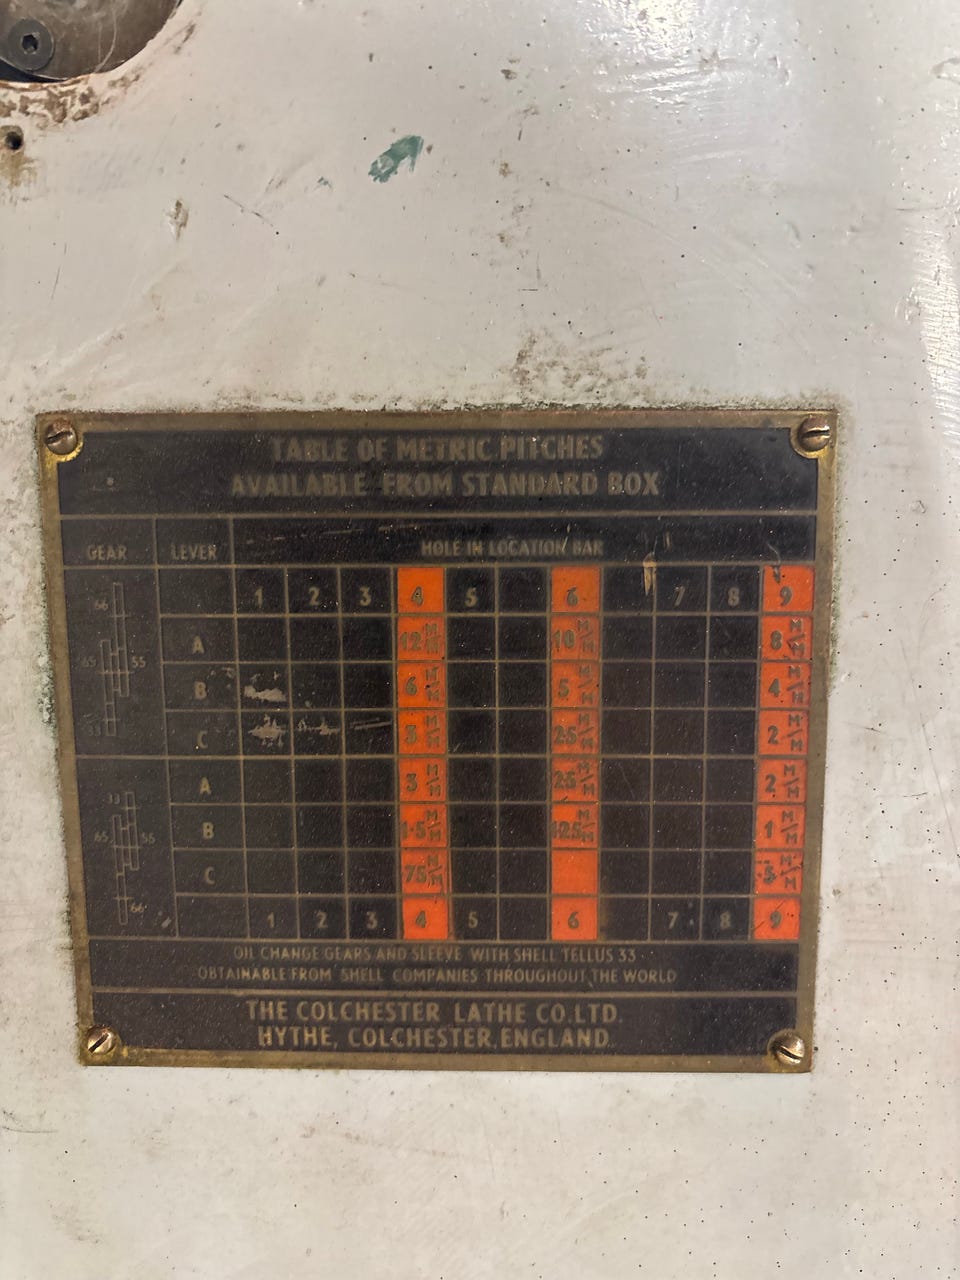 TABLE OF METRIC PITCHES
AVAILABLE FROM STANDARD BOX
GEAR LEVER HOLE IN LOCATION BAR
1 2 3 4 5 6 7 8 9
66
65 55
33
A 12 M/M 10 M/M 8 M/M
B 6 M/M 5 M/M 4 M/M
C 3 M/M 2·5 M/M 2 M/M
33
65 55
66
A 3 M/M 2·5 M/M 2 M/M
B 1·5 M/M 1·25 M/M 1 M/M
C ·75 M/M ·5 M/M
1 2 3 4 5 6 7 8 9
OIL CHANGE GEARS AND SLEEVE WITH SHELL TELLUS 33
OBTAINABLE FROM SHELL COMPANIES THROUGHOUT THE WORLD
THE COLCHESTER LATHE CO.LTD.
HYTHE, COLCHESTER, ENGLAND